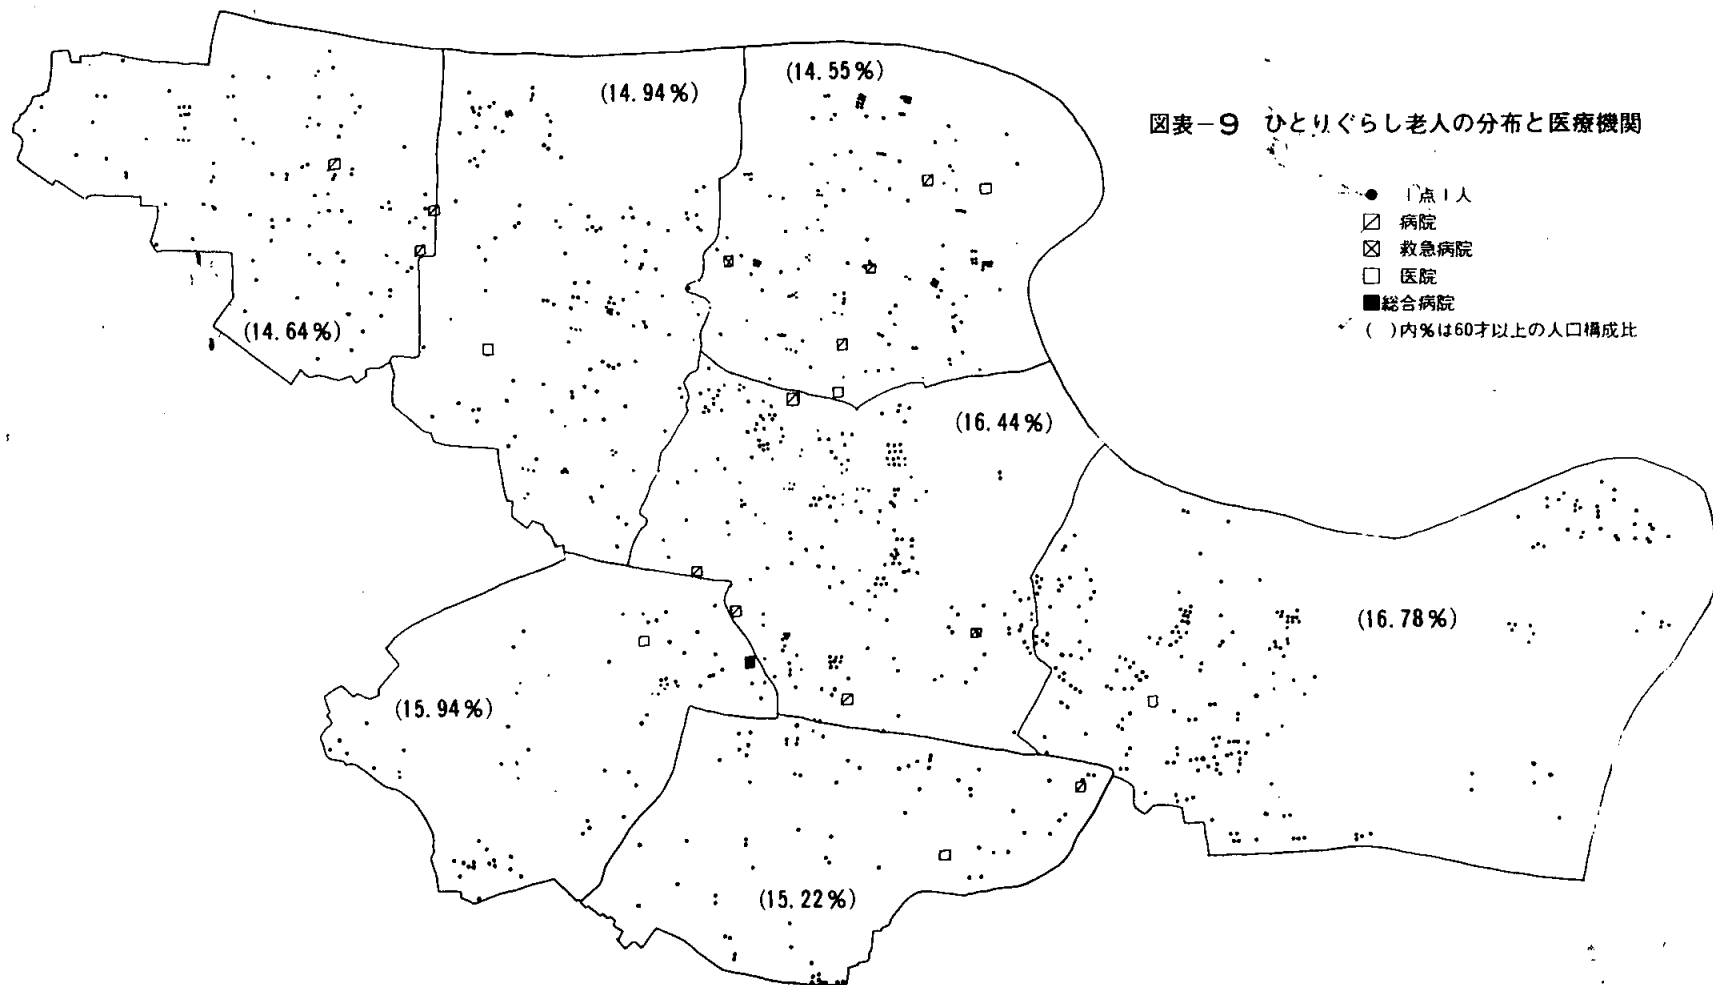 図表-9 ひとりぐらし老人の分布と医療機関
● 1点1人
病院
救急病院
医院
■総合病院
( )内%は60才以上の人口構成比
(14.55%)
(14.94%)
(14.64%)
(16.44%)
(16.78%)
(15.94%)
(15.22%)